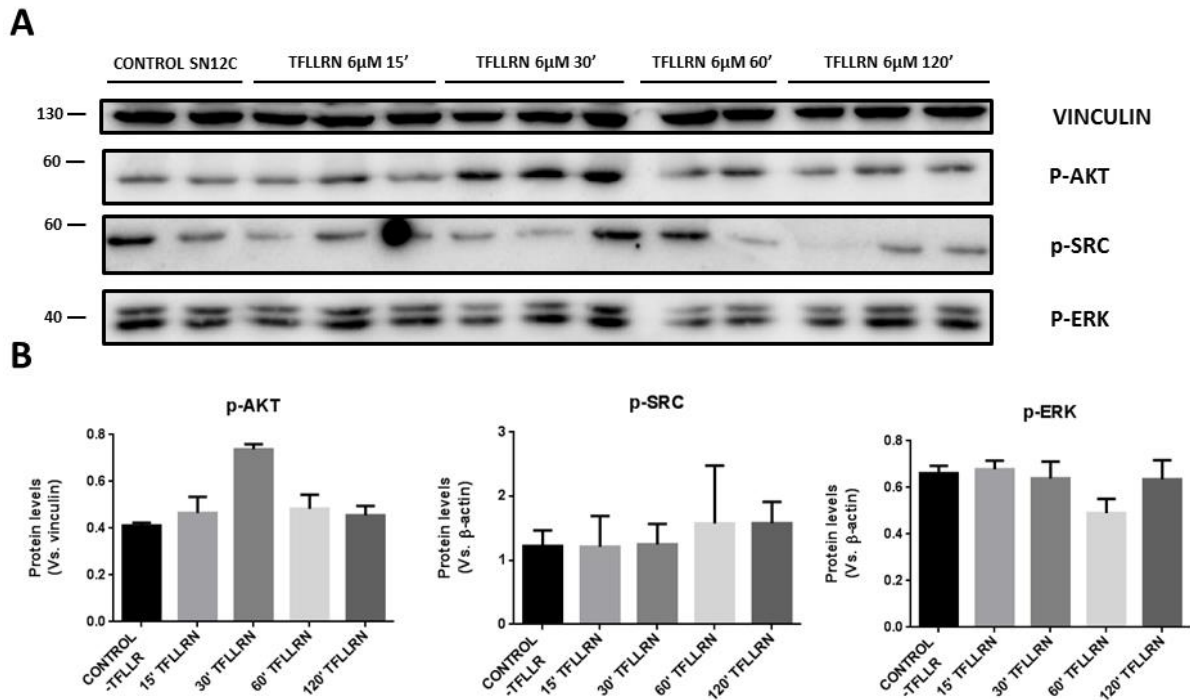 A
CONTROL SN12C TFLLRN 6µM 15’ TFLLRN 6µM 30’ TFLLRN 6µM 60’ TFLLRN 6µM 120’
130 VINCULIN
60 P-AKT
60 p-SRC
40 P-ERK
B
p-AKT
Protein levels
(Vs. vinculin)
0.8
0.6
0.4
0.2
0.0
CONTROL
-TFLLR
15' TFLLRN
30' TFLLRN
60' TFLLRN
120' TFLLRN
p-SRC
Protein levels
(Vs. β-actin)
3
2
1
0
CONTROL
-TFLLR
15' TFLLRN
30' TFLLRN
60' TFLLRN
120' TFLLRN
p-ERK
Protein levels
(Vs. β-actin)
0.8
0.6
0.4
0.2
0.0
CONTROL
-TFLLR
15' TFLLRN
30' TFLLRN
60' TFLLRN
120' TFLLRN